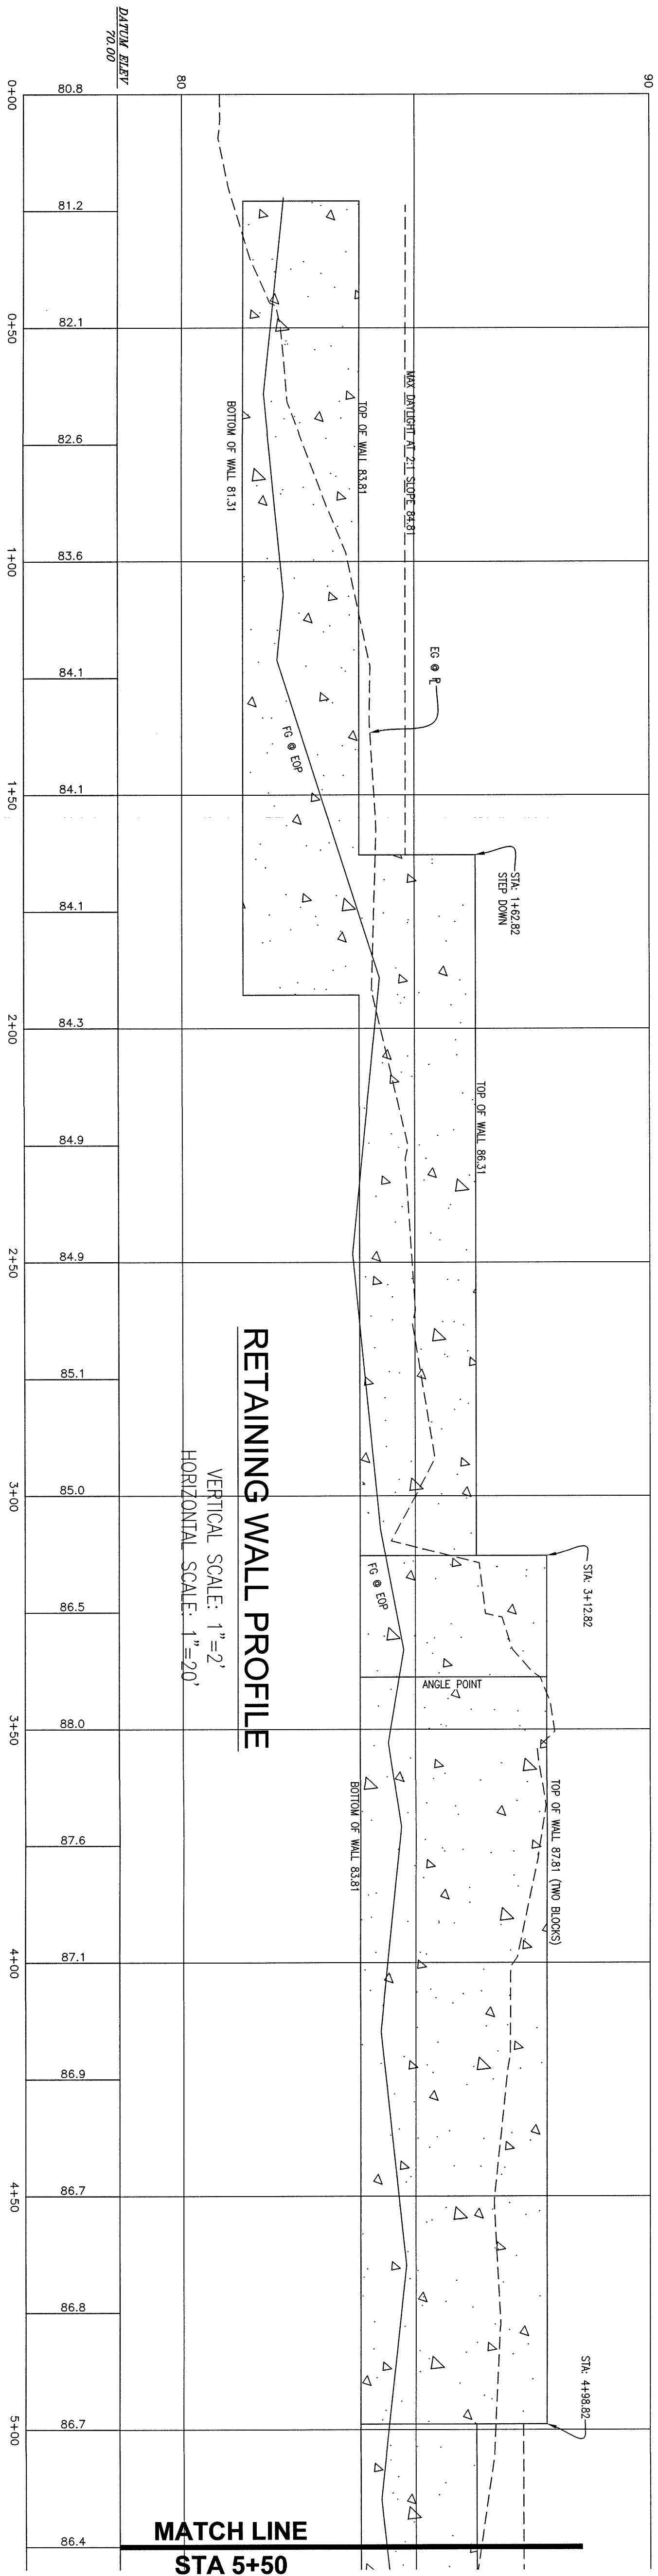 90
80
DATUM ELEV
70.00
MAX DAYLIGHT AT 2:1 SLOPE 84.81
TOP OF WALL 83.81
BOTTOM OF WALL 81.31
EG @ PL
FG @ EOP
STA: 1+62.82
STEP DOWN
TOP OF WALL 86.31
STA: 3+12.82
FG @ EOP
ANGLE POINT
TOP OF WALL 87.81 (TWO BLOCKS)
BOTTOM OF WALL 83.81
STA: 4+98.82
MATCH LINE
STA 5+50
RETAINING WALL PROFILE
VERTICAL SCALE: 1"=2'
HORIZONTAL SCALE: 1"=20'
80.8
81.2
82.1
82.6
83.6
84.1
84.1
84.1
84.3
84.9
84.9
85.1
85.0
86.5
88.0
87.6
87.1
86.9
86.7
86.8
86.7
86.4
0+00
0+50
1+00
1+50
2+00
2+50
3+00
3+50
4+00
4+50
5+00